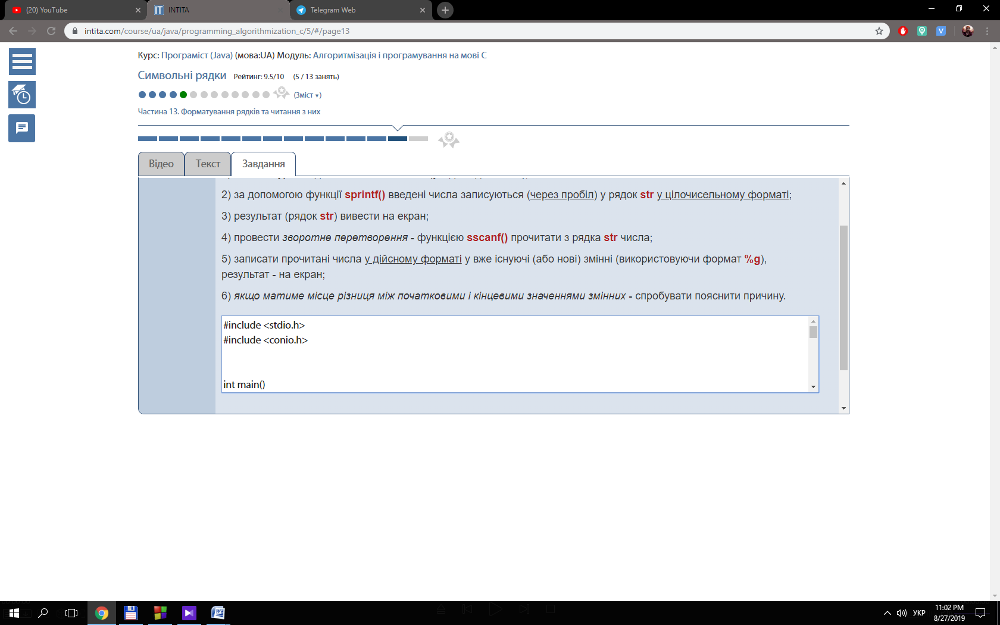 (20) YouTube
INTITA
Telegram Web
intita.com/course/ua/java/programming_algorithmization_c/5/#/page13
Курс: Програміст (Java) (мова:UA) Модуль: Алгоритмізація і програмування на мові С
Символьні рядки Рейтинг: 9.5/10 (5 / 13 занять)
(Зміст ▾)
Частина 13. Форматування рядків та читання з них
Відео
Текст
Завдання
2) за допомогою функції sprintf() введені числа записуються (через пробіл) у рядок str у цілочисельному форматі;
3) результат (рядок str) вивести на екран;
4) провести зворотне перетворення - функцією sscanf() прочитати з рядка str числа;
5) записати прочитані числа у дійсному форматі у вже існуючі (або нові) змінні (використовуючи формат %g),
результат - на екран;
6) якщо матиме місце різниця між початковими і кінцевими значеннями змінних - спробувати пояснити причину.
#include <stdio.h>
#include <conio.h>
int main()
УКР
11:02 PM
8/27/2019